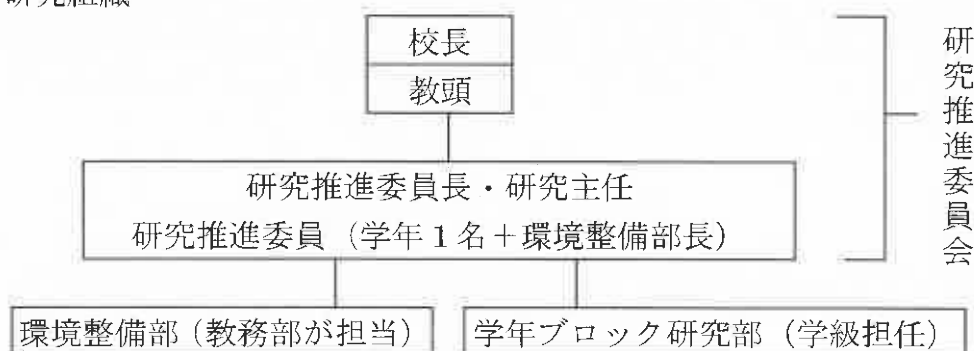 研究組織
校長
教頭
研究推進委員会
研究推進委員長・研究主任
研究推進委員（学年1名＋環境整備部長）
環境整備部（教務部が担当）
学年ブロック研究部（学級担任）